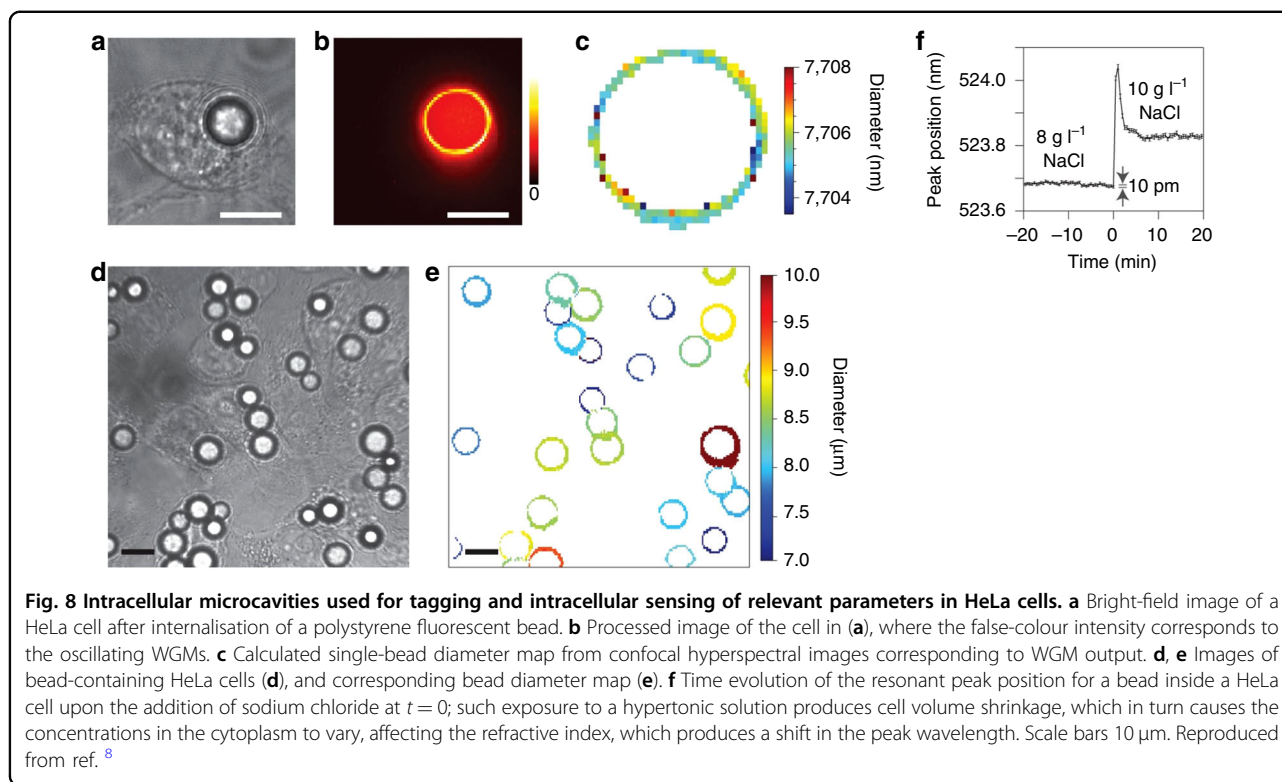 a
b
0
c
7,708
7,706
7,704
Diameter (nm)
f
Peak position (nm)
524.0
523.8
523.6
8 g l⁻¹
NaCl
10 g l⁻¹
NaCl
10 pm
–20
–10
0
10
20
Time (min)
d
e
10.0
9.5
9.0
8.5
8.0
7.5
7.0
Diameter (μm)
Fig. 8 Intracellular microcavities used for tagging and intracellular sensing of relevant parameters in HeLa cells. a Bright-field image of a
HeLa cell after internalisation of a polystyrene fluorescent bead. b Processed image of the cell in (a), where the false-colour intensity corresponds to
the oscillating WGMs. c Calculated single-bead diameter map from confocal hyperspectral images corresponding to WGM output. d, e Images of
bead-containing HeLa cells (d), and corresponding bead diameter map (e). f Time evolution of the resonant peak position for a bead inside a HeLa
cell upon the addition of sodium chloride at t = 0; such exposure to a hypertonic solution produces cell volume shrinkage, which in turn causes the
concentrations in the cytoplasm to vary, affecting the refractive index, which produces a shift in the peak wavelength. Scale bars 10 μm. Reproduced
from ref. 8